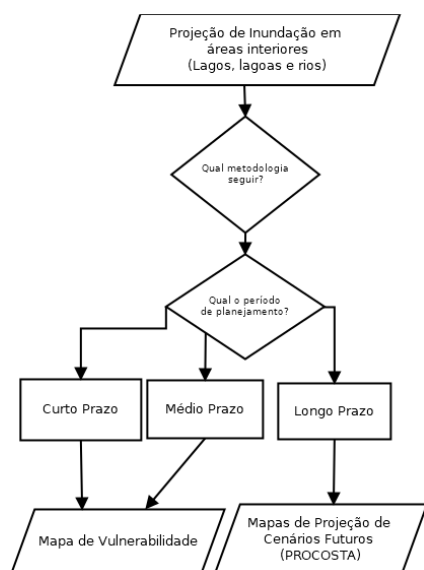 Projeção de Inundação em
áreas interiores
(Lagos, lagoas e rios)
Qual metodologia
seguir?
Qual o período
de planejamento?
Curto Prazo
Médio Prazo
Longo Prazo
Mapa de Vulnerabilidade
Mapas de Projeção de
Cenários Futuros
(PROCOSTA)